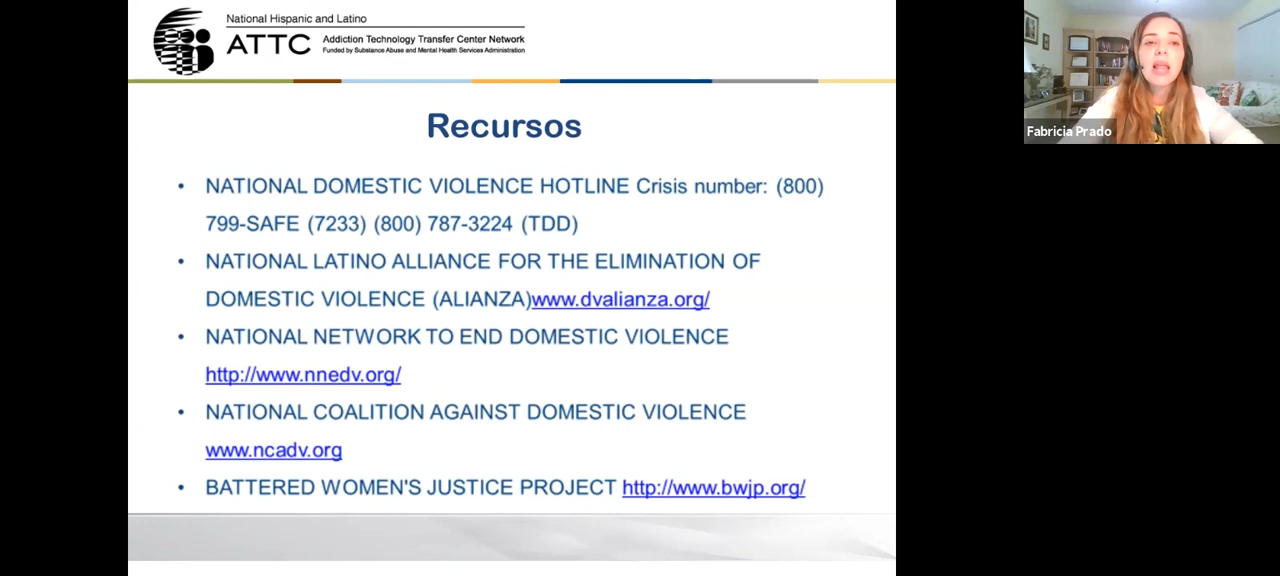 National Hispanic and Latino
ATTC
Addiction Technology Transfer Center Network
Funded by Substance Abuse and Mental Health Services Administration
Recursos
• NATIONAL DOMESTIC VIOLENCE HOTLINE Crisis number: (800)
799-SAFE (7233) (800) 787-3224 (TDD)
• NATIONAL LATINO ALLIANCE FOR THE ELIMINATION OF
DOMESTIC VIOLENCE (ALIANZA)www.dvalianza.org/
• NATIONAL NETWORK TO END DOMESTIC VIOLENCE
http://www.nnedv.org/
• NATIONAL COALITION AGAINST DOMESTIC VIOLENCE
www.ncadv.org
• BATTERED WOMEN'S JUSTICE PROJECT http://www.bwjp.org/
Fabricia Prado